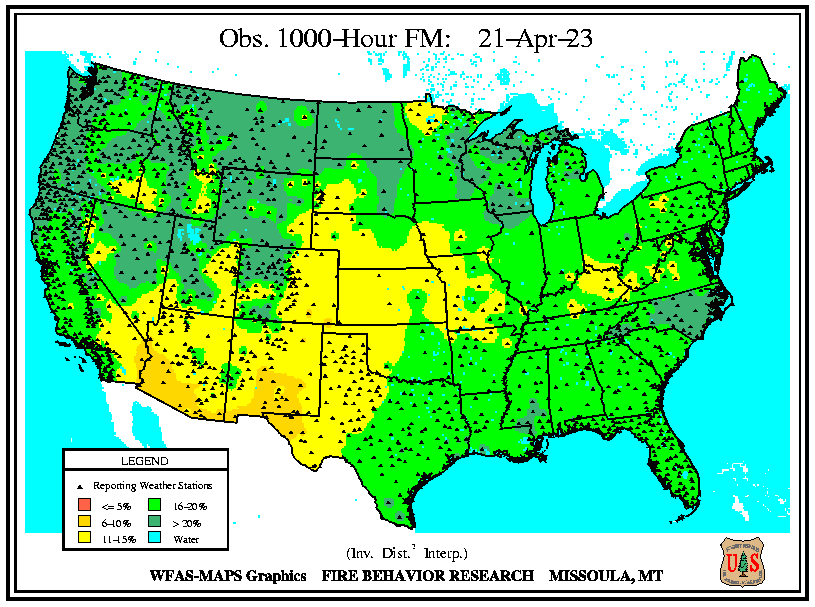 Obs. 1000-Hour FM: 21-Apr-23
LEGEND
Reporting Weather Stations
<= 5% 16-20%
6-10% > 20%
11-15% Water
(Inv. Dist.² Interp.)
WFAS-MAPS Graphics FIRE BEHAVIOR RESEARCH MISSOULA, MT
U S